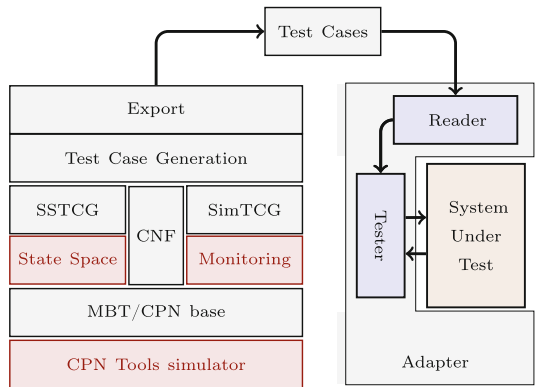 Test Cases
Export
Test Case Generation
SSTCG
CNF
SimTCG
State Space
Monitoring
MBT/CPN base
CPN Tools simulator
Reader
Tester
System
Under
Test
Adapter